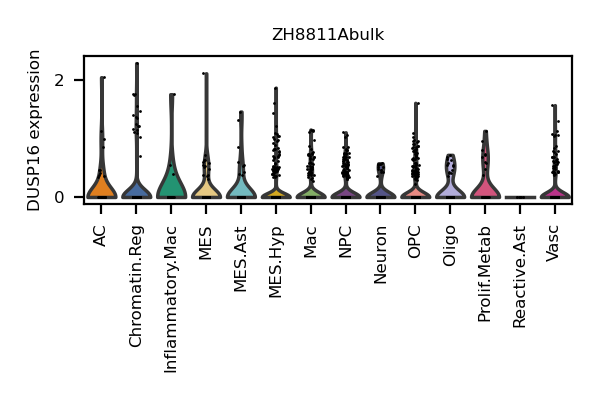 ZH8811Abulk
DUSP16 expression
2
0
AC
Chromatin.Reg
Inflammatory.Mac
MES
MES.Ast
MES.Hyp
Mac
NPC
Neuron
OPC
Oligo
Prolif.Metab
Reactive.Ast
Vasc